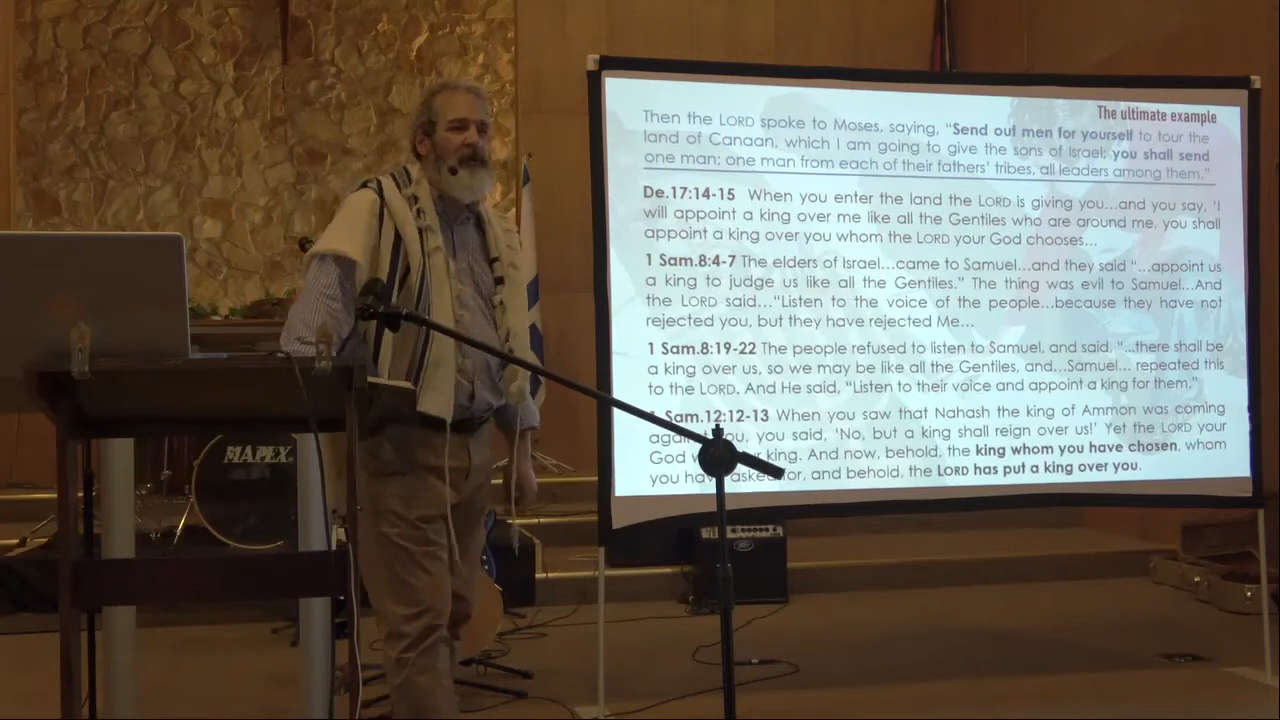 The ultimate example
Then the LORD spoke to Moses, saying, "Send out men for yourself to tour the
land of Canaan, which I am going to give the sons of Israel; you shall send
one man; one man from each of their fathers' tribes, all leaders among them."
De.17:14-15 When you enter the land the LORD is giving you...and you say, 'I
will appoint a king over me like all the Gentiles who are around me, you shall
appoint a king over you whom the LORD your God chooses...
1 Sam.8:4-7 The elders of Israel...came to Samuel...and they said "...appoint us
a king to judge us like all the Gentiles." The thing was evil to Samuel...And
the LORD said..."Listen to the voice of the people...because they have not
rejected you, but they have rejected Me...
1 Sam.8:19-22 The people refused to listen to Samuel, and said, "...there shall be
a king over us, so we may be like all the Gentiles, and...Samuel... repeated this
to the LORD. And He said, "Listen to their voice and appoint a king for them."
Sam.12:12-13 When you saw that Nahash the king of Ammon was coming
you, you said, 'No, but a king shall reign over us!' Yet the LORD your
God king. And now, behold, the king whom you have chosen, whom
you have asked for, and behold, the LORD has put a king over you.
MAPEX